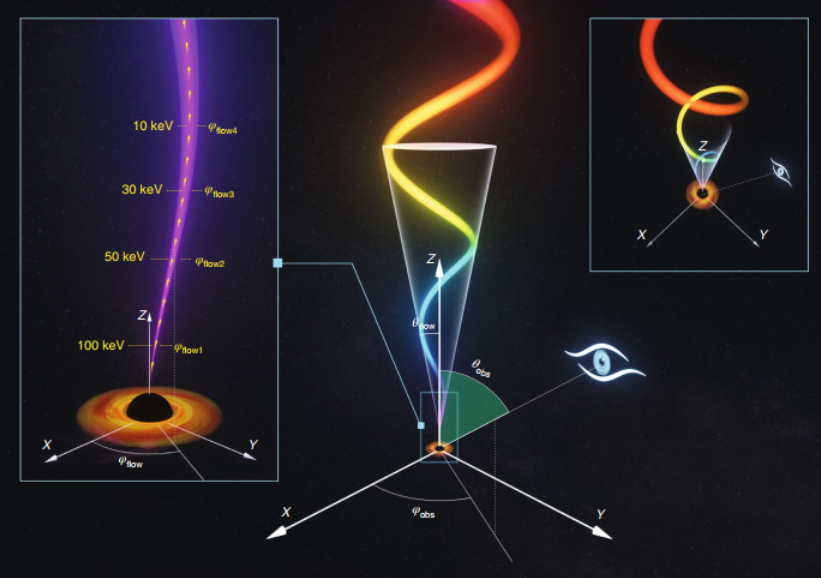 10 keV
φflow4
30 keV
φflow3
50 keV
φflow2
Z
100 keV
φflow1
X
Y
φflow
Z
θflow
θobs
X
Y
φobs
Z
X
Y